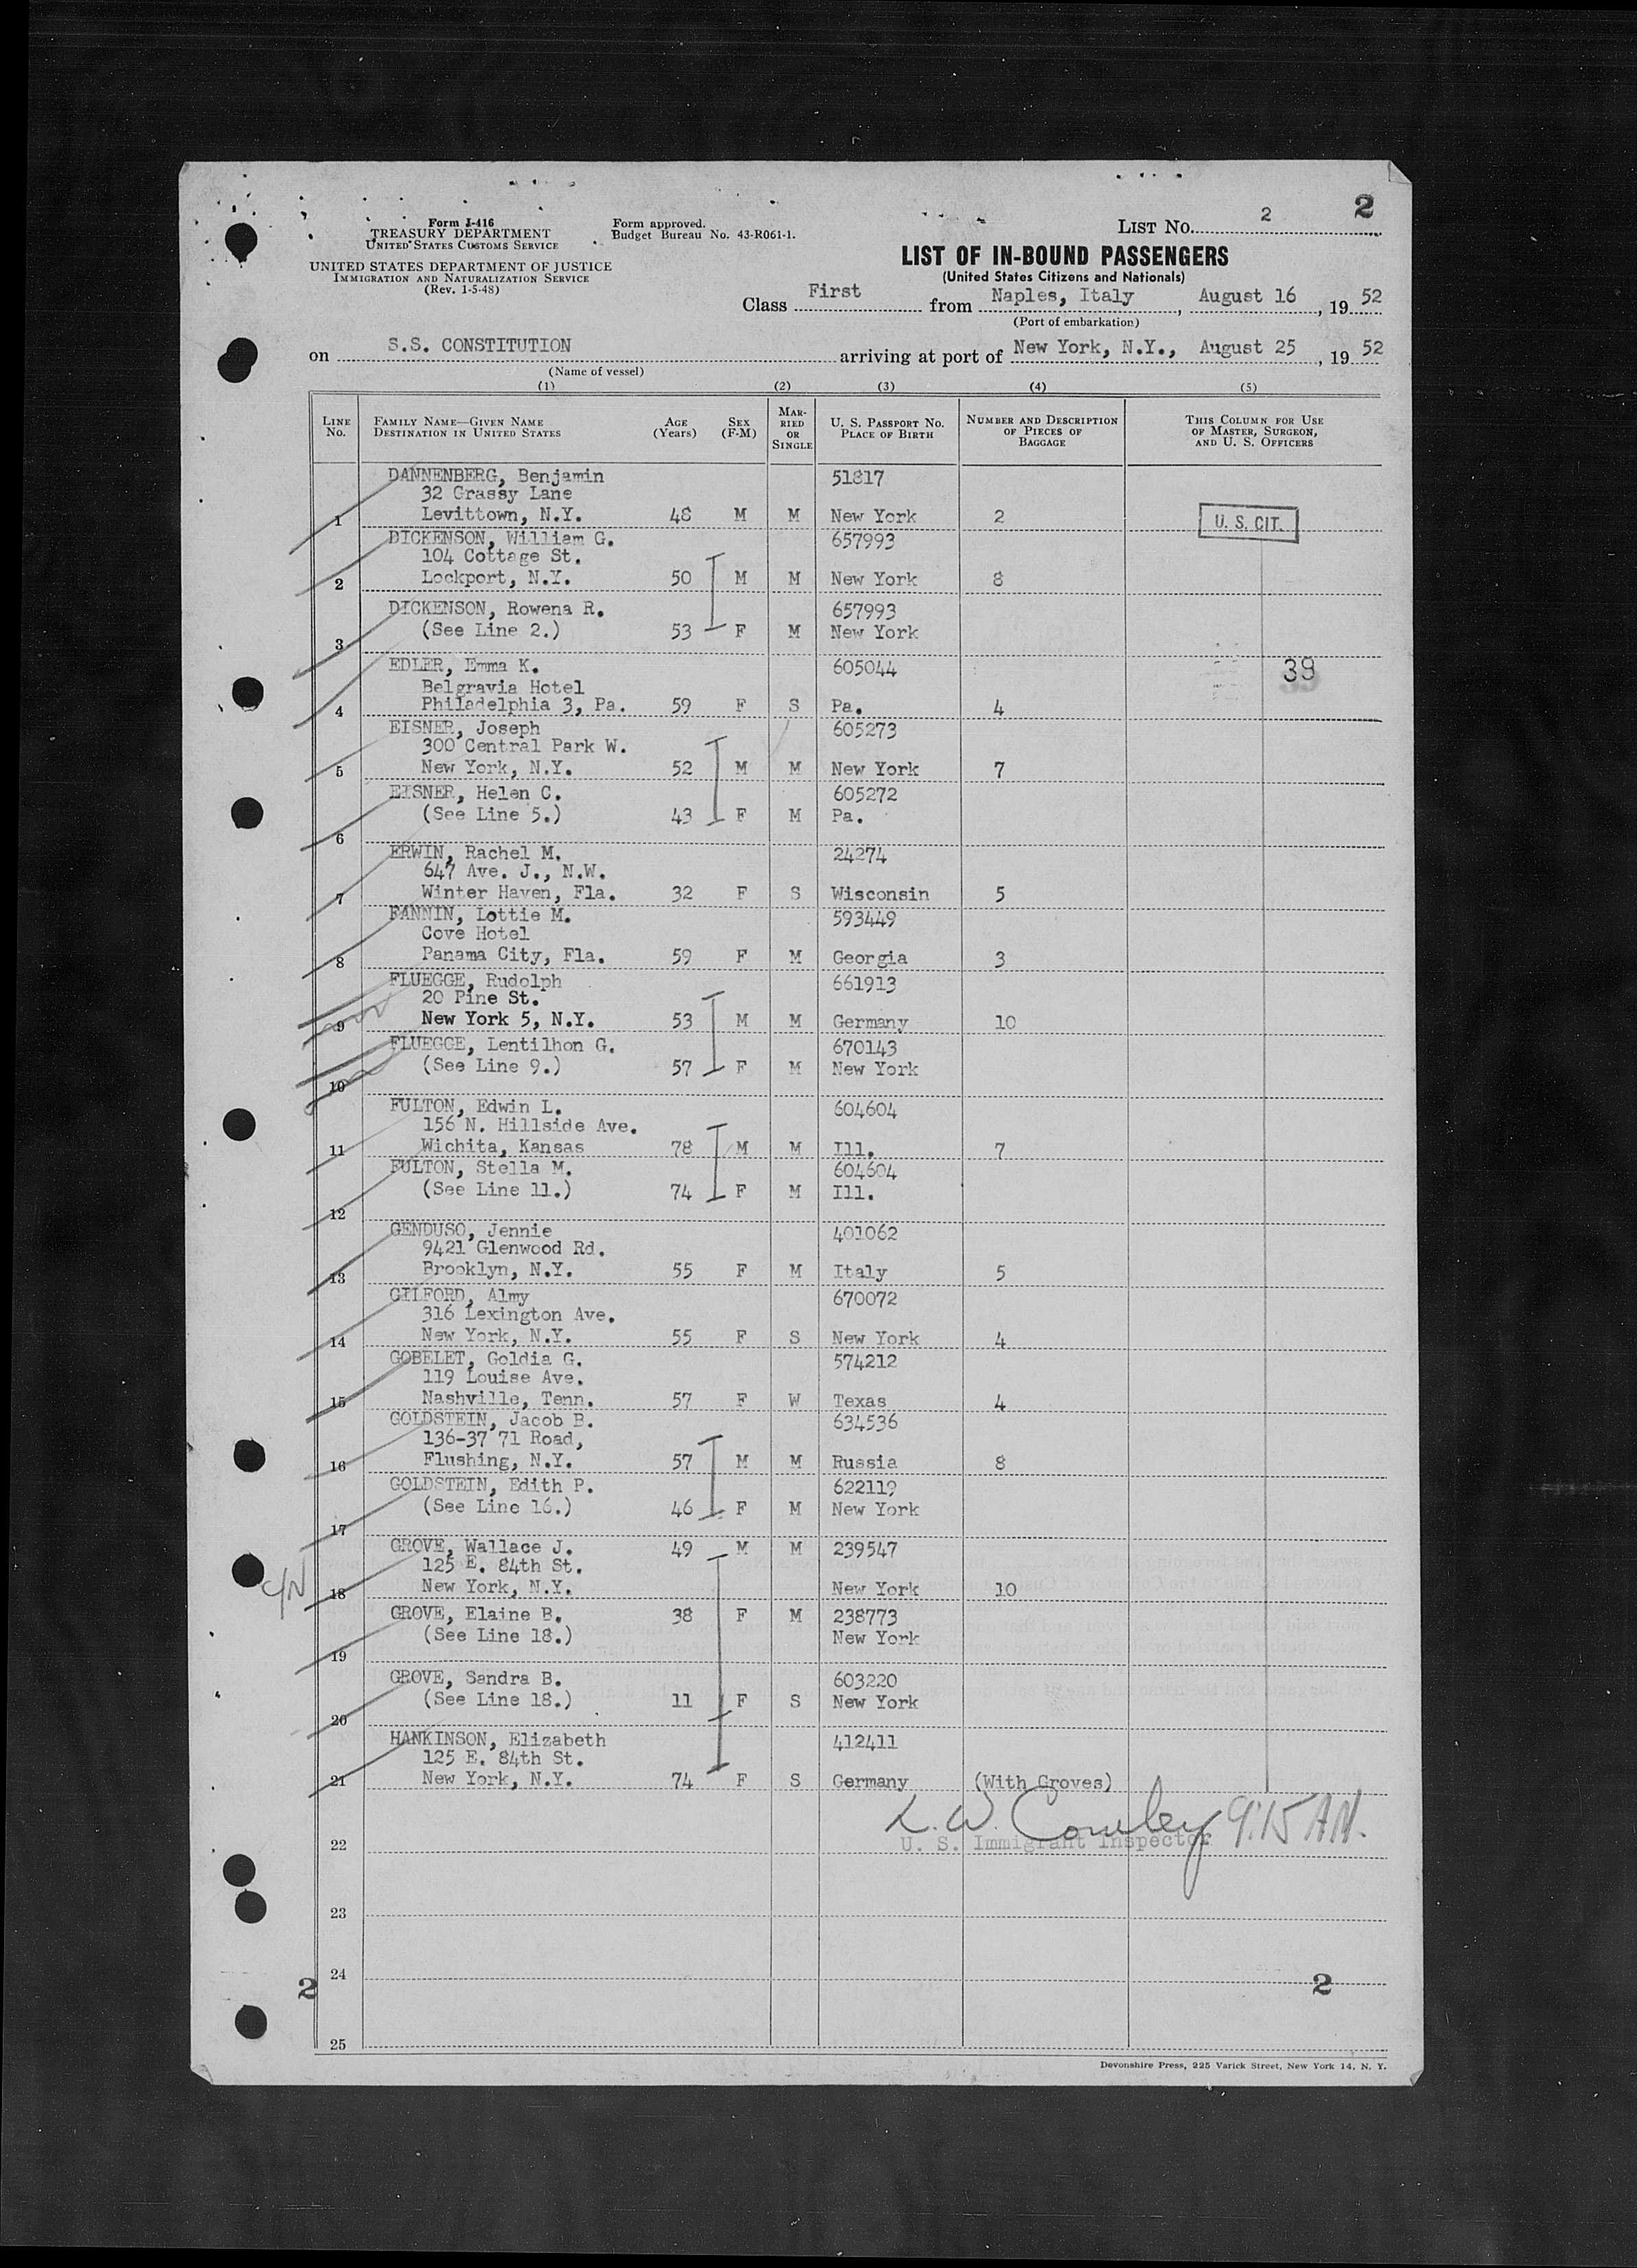 2
LIST No. 2
Form I-416
TREASURY DEPARTMENT
UNITED STATES CUSTOMS SERVICE
Form approved.
Budget Bureau No. 43-R061-1.
UNITED STATES DEPARTMENT OF JUSTICE
IMMIGRATION AND NATURALIZATION SERVICE
(Rev. 1-5-48)
LIST OF IN-BOUND PASSENGERS
(United States Citizens and Nationals)
Class First from Naples, Italy, August 16, 19 52
(Port of embarkation)
on S.S. CONSTITUTION arriving at port of New York, N.Y., August 25, 19 52
(Name of vessel)
(1) (2) (3) (4) (5)
LINE No. FAMILY NAME—GIVEN NAME DESTINATION IN UNITED STATES AGE (Years) SEX (F-M) MARRIED OR SINGLE U. S. PASSPORT NO. PLACE OF BIRTH NUMBER AND DESCRIPTION OF PIECES OF BAGGAGE THIS COLUMN FOR USE OF MASTER, SURGEON, AND U. S. OFFICERS
DANNENBERG, Benjamin 51817
32 Grassy Lane
1 Levittown, N.Y. 48 M M New York 2 U. S. CIT.
DICKENSON, William G. 657993
104 Cottage St.
2 Lockport, N.Y. 50 M M New York 8
DICKENSON, Rowena R. 657993
3 (See Line 2.) 53 F M New York
EDLER, Emma K. 605044 39
Belgravia Hotel
4 Philadelphia 3, Pa. 59 F S Pa. 4
EISNER, Joseph 605273
300 Central Park W.
5 New York, N.Y. 52 M M New York 7
EISNER, Helen C. 605272
6 (See Line 5.) 43 F M Pa.
ERWIN, Rachel M. 24274
647 Ave. J., N.W.
7 Winter Haven, Fla. 32 F S Wisconsin 5
FANNIN, Lottie M. 593449
Cove Hotel
8 Panama City, Fla. 59 F M Georgia 3
FLUEGGE, Rudolph 661913
20 Pine St.
9 New York 5, N.Y. 53 M M Germany 10
FLUEGGE, Lentilhon G. 670143
10 (See Line 9.) 57 F M New York
FULTON, Edwin L. 604604
156 N. Hillside Ave.
11 Wichita, Kansas 78 M M Ill. 7
FULTON, Stella M. 604604
12 (See Line 11.) 74 F M Ill.
GENDUSO, Jennie 401062
9421 Glenwood Rd.
13 Brooklyn, N.Y. 55 F M Italy 5
GILFORD, Almy 670072
316 Lexington Ave.
14 New York, N.Y. 55 F S New York 4
GOBELET, Goldia G. 574212
119 Louise Ave.
15 Nashville, Tenn. 57 F W Texas 4
GOLDSTEIN, Jacob B. 634536
136-37 71 Road,
16 Flushing, N.Y. 57 M M Russia 8
GOLDSTEIN, Edith P. 622119
17 (See Line 16.) 46 F M New York
GROVE, Wallace J. 49 M M 239547
125 E. 84th St.
18 New York, N.Y. New York 10
GROVE, Elaine B. 38 F M 238773
19 (See Line 18.) New York
GROVE, Sandra B. 603220
20 (See Line 18.) 11 F S New York
HANKINSON, Elizabeth 412411
125 E. 84th St.
21 New York, N.Y. 74 F S Germany (With Groves)
9:15 AM.
22 U. S. Immigrant Inspector
23
24
2 2
25
Devonshire Press, 225 Varick Street, New York 14, N. Y.